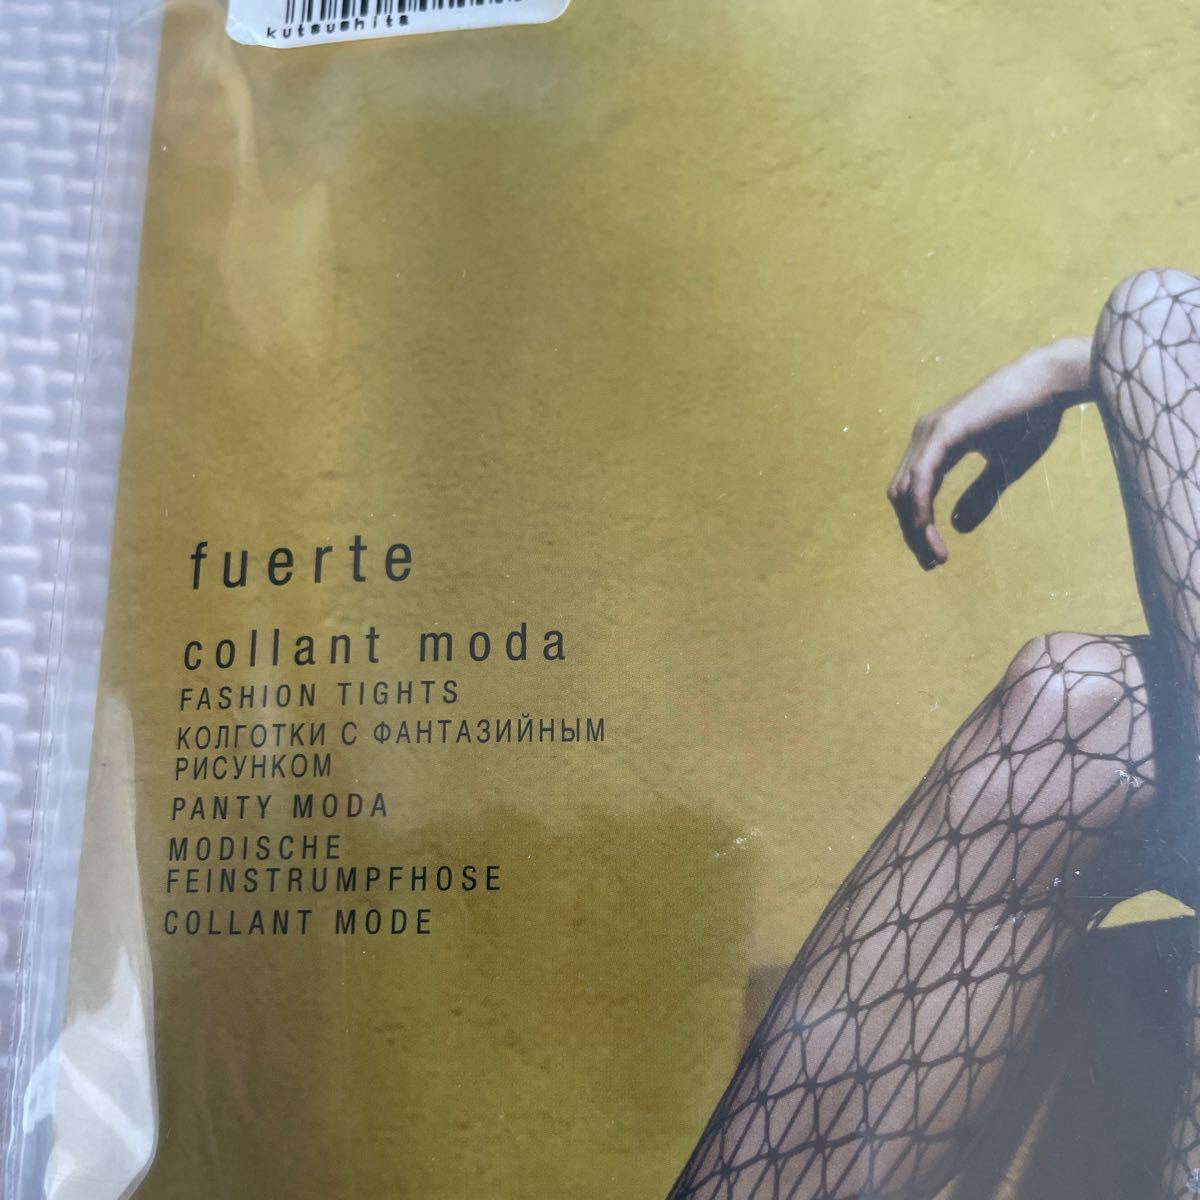 kutsushita
fuerte
collant moda
FASHION TIGHTS
КОЛГОТКИ С ФАНТАЗИЙНЫМ
РИСУНКОМ
PANTY MODA
MODISCHE
FEINSTRUMPFHOSE
COLLANT MODE